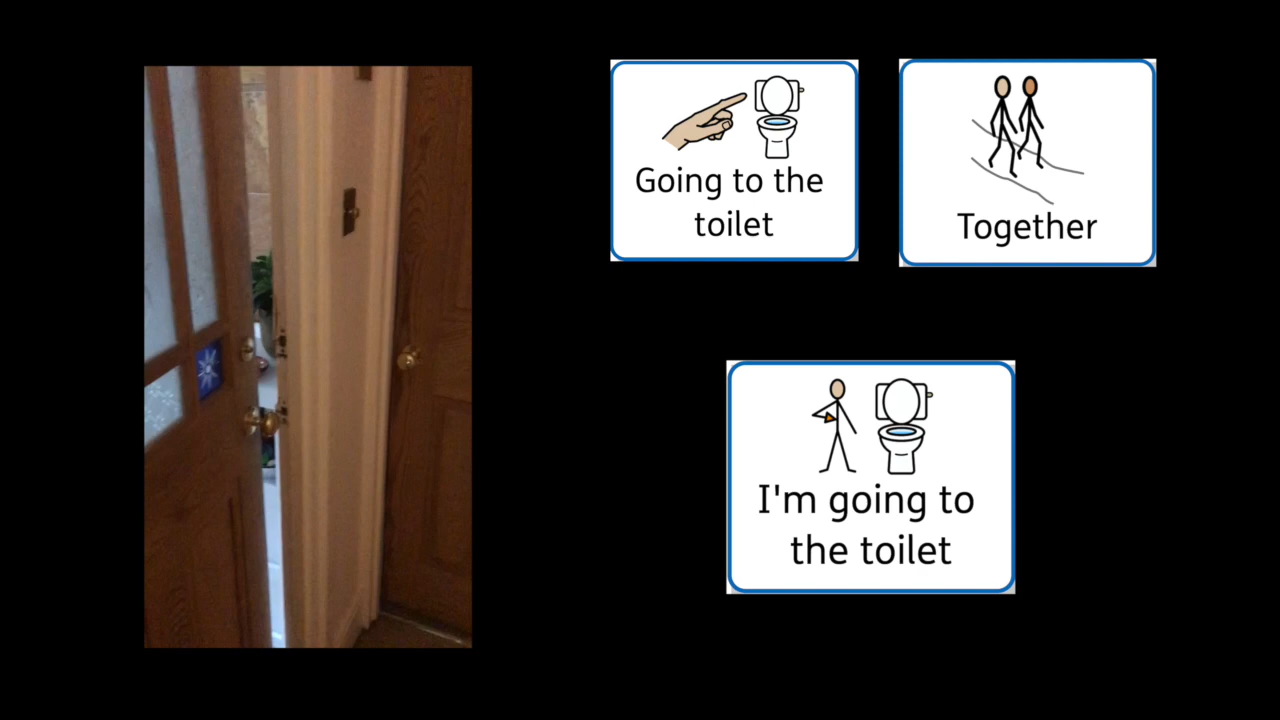 Going to the
toilet
Together
I'm going to
the toilet